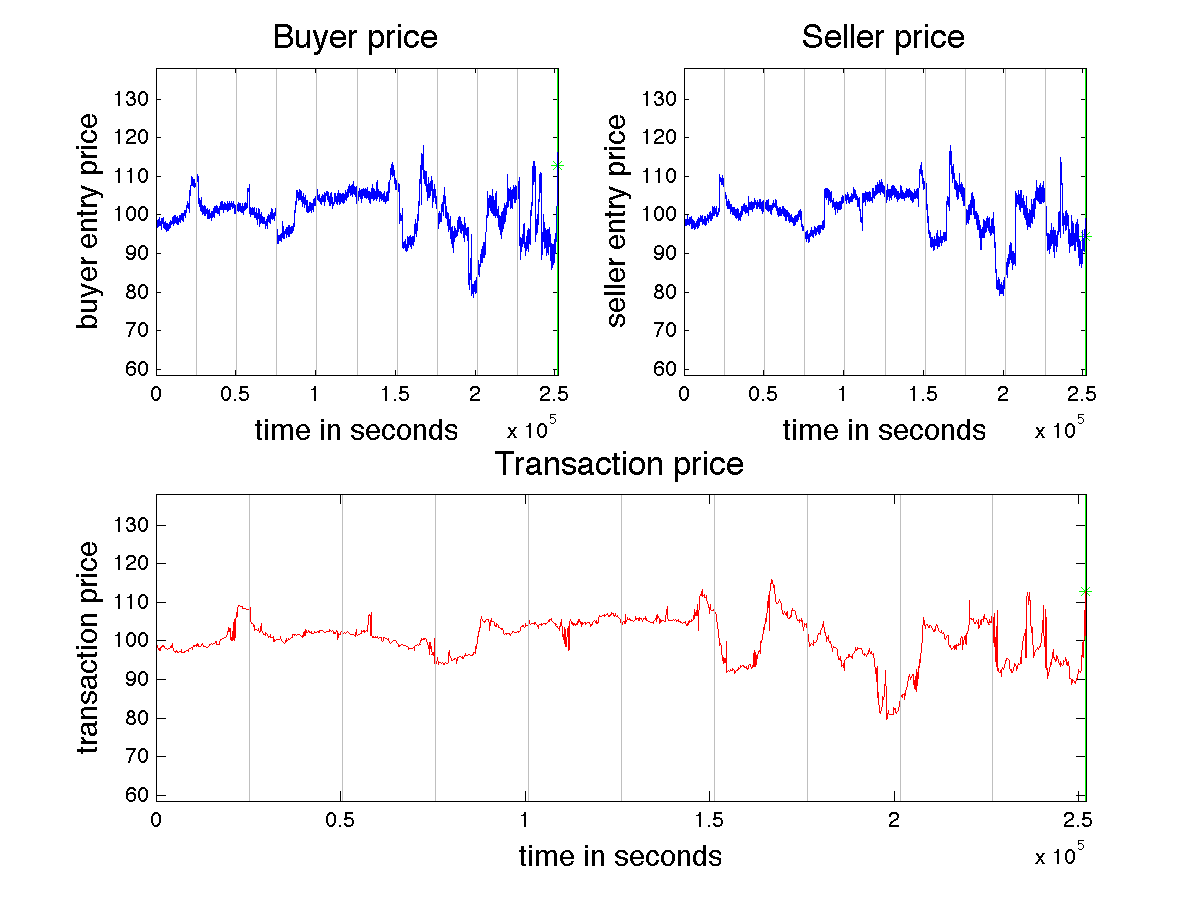 Buyer price
Seller price
buyer entry price
130
120
110
100
90
80
70
60
0 0.5 1 1.5 2 2.5
time in seconds
x 10^5
seller entry price
130
120
110
100
90
80
70
60
0 0.5 1 1.5 2 2.5
time in seconds
x 10^5
Transaction price
transaction price
130
120
110
100
90
80
70
60
0 0.5 1 1.5 2 2.5
time in seconds
x 10^5